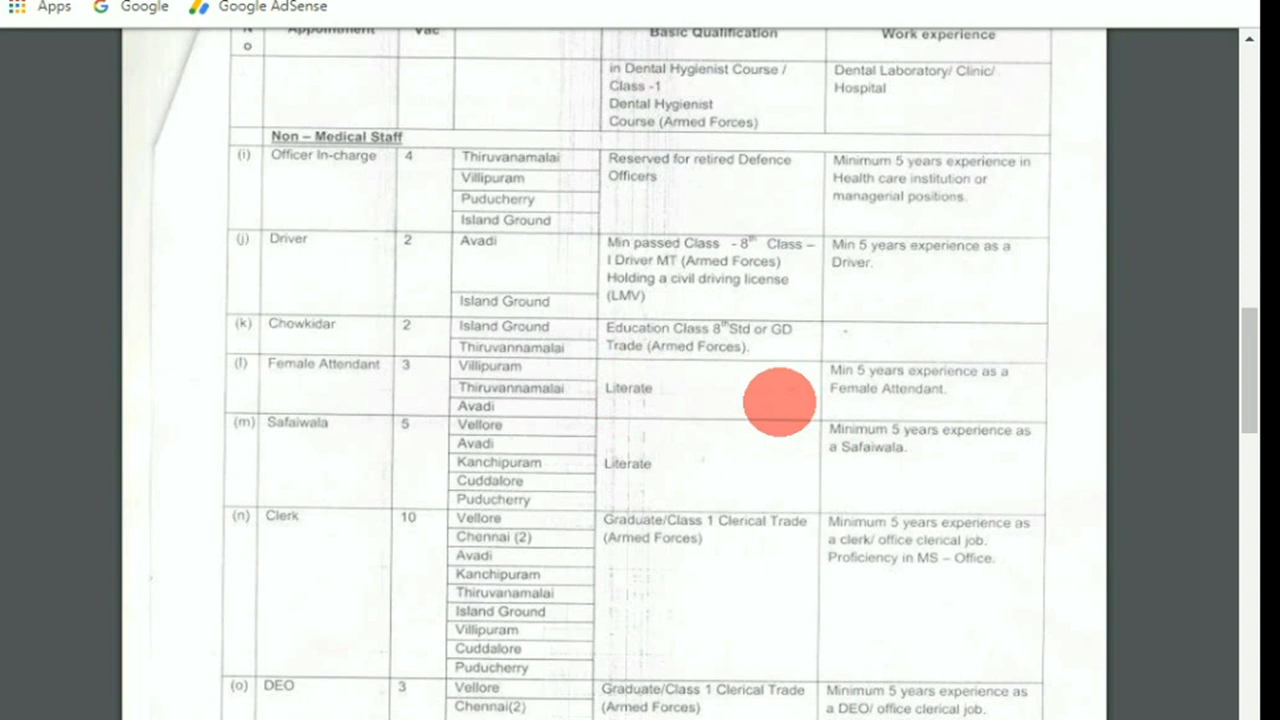 Apps Google Google AdSense
N
o
Appointment Vac Basic Qualification Work experience
in Dental Hygienist Course / Dental Laboratory/ Clinic/
Class -1 Hospital
Dental Hygienist
Course (Armed Forces)
Non – Medical Staff
(i) Officer In-charge 4 Thiruvanamalai Reserved for retired Defence Minimum 5 years experience in
Villipuram Officers Health care institution or
Puducherry managerial positions.
Island Ground
(j) Driver 2 Avadi Min passed Class - 8th Class – Min 5 years experience as a
I Driver MT (Armed Forces) Driver.
Holding a civil driving license
Island Ground (LMV)
(k) Chowkidar 2 Island Ground Education Class 8th Std or GD -
Thiruvannamalai Trade (Armed Forces).
(l) Female Attendant 3 Villipuram Min 5 years experience as a
Thiruvannamalai Literate Female Attendant.
Avadi
(m) Safaiwala 5 Vellore Minimum 5 years experience as
Avadi a Safaiwala.
Kanchipuram Literate
Cuddalore
Puducherry
(n) Clerk 10 Vellore Graduate/Class 1 Clerical Trade Minimum 5 years experience as
Chennai (2) (Armed Forces) a clerk/ office clerical job.
Avadi Proficiency in MS – Office.
Kanchipuram
Thiruvanamalai
Island Ground
Villipuram
Cuddalore
Puducherry
(o) DEO 3 Vellore Graduate/Class 1 Clerical Trade Minimum 5 years experience as
Chennai(2) (Armed Forces) a DEO/ office clerical job.